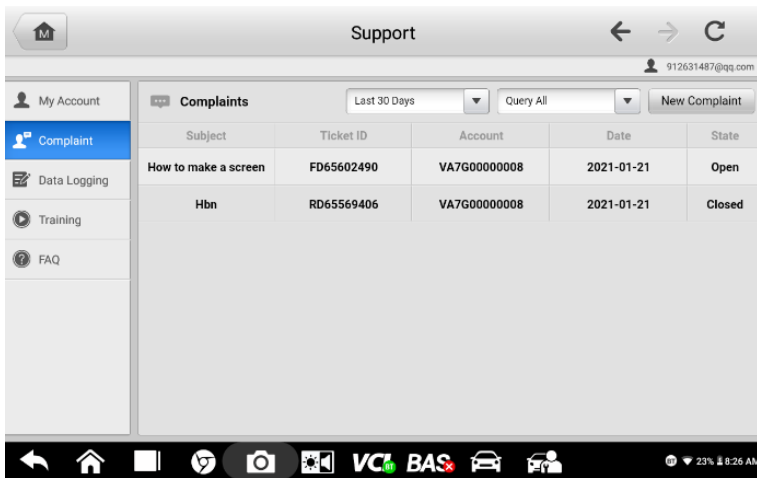 M
Support
912631487@qq.com
My Account
Complaint
Data Logging
Training
FAQ
Complaints Last 30 Days Query All New Complaint
Subject Ticket ID Account Date State
How to make a screen FD65602490 VA7G00000008 2021-01-21 Open
Hbn RD65569406 VA7G00000008 2021-01-21 Closed
VCI BT BAS BT 23% 8:26 AM